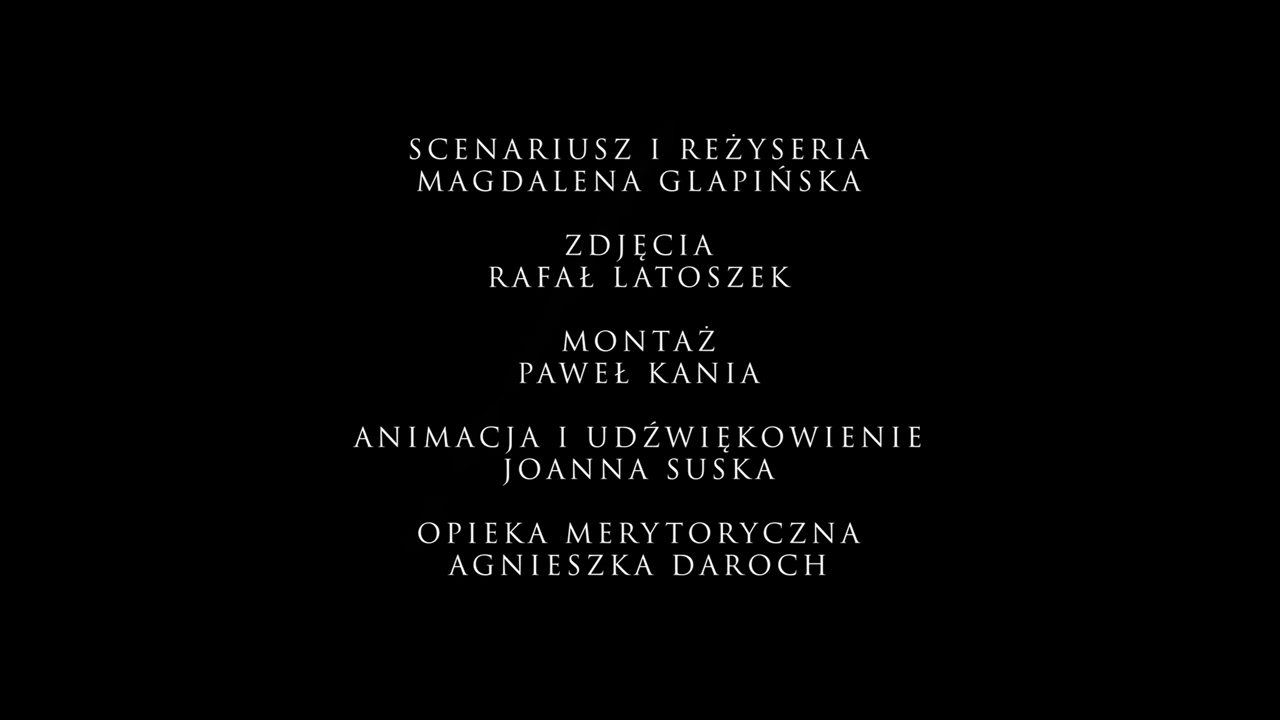 SCENARIUSZ I REŻYSERIA
MAGDALENA GLAPIŃSKA
ZDJĘCIA
RAFAŁ LATOSZEK
MONTAŻ
PAWEŁ KANIA
ANIMACJA I UDŹWIĘKOWIENIE
JOANNA SUSKA
OPIEKA MERYTORYCZNA
AGNIESZKA DAROCH